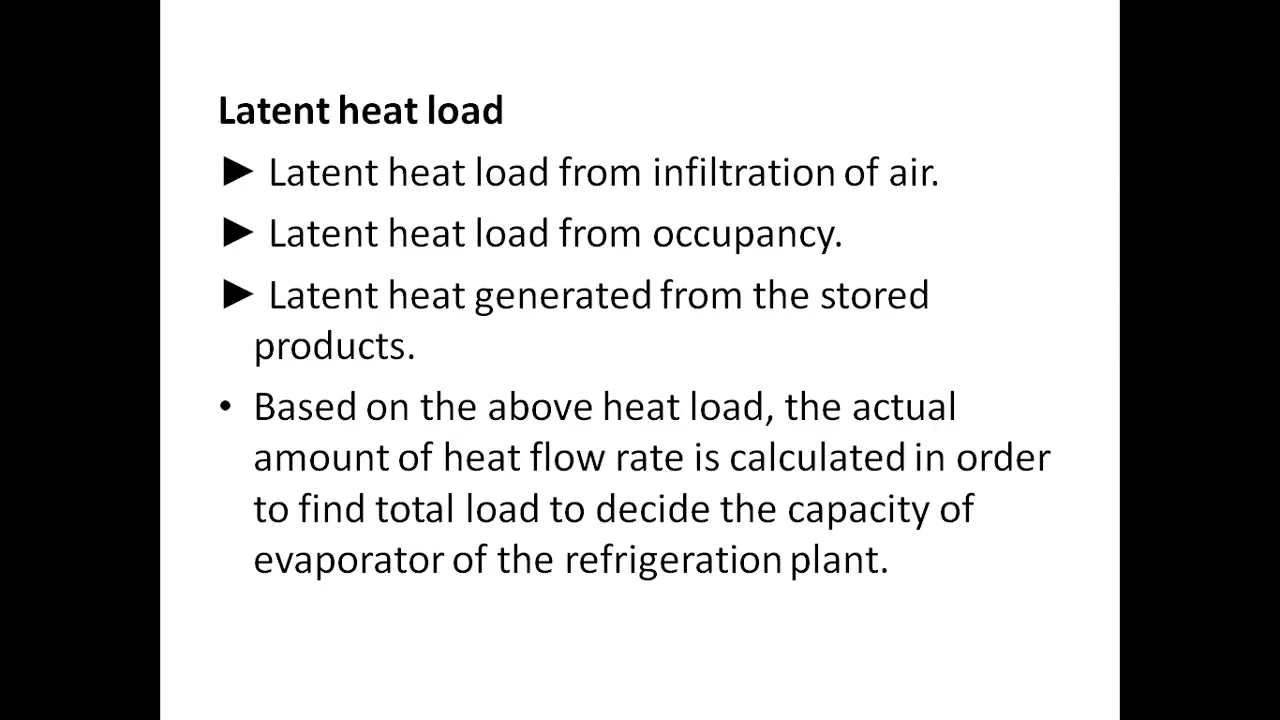 Latent heat load
► Latent heat load from infiltration of air.
► Latent heat load from occupancy.
► Latent heat generated from the stored
products.
• Based on the above heat load, the actual
amount of heat flow rate is calculated in order
to find total load to decide the capacity of
evaporator of the refrigeration plant.